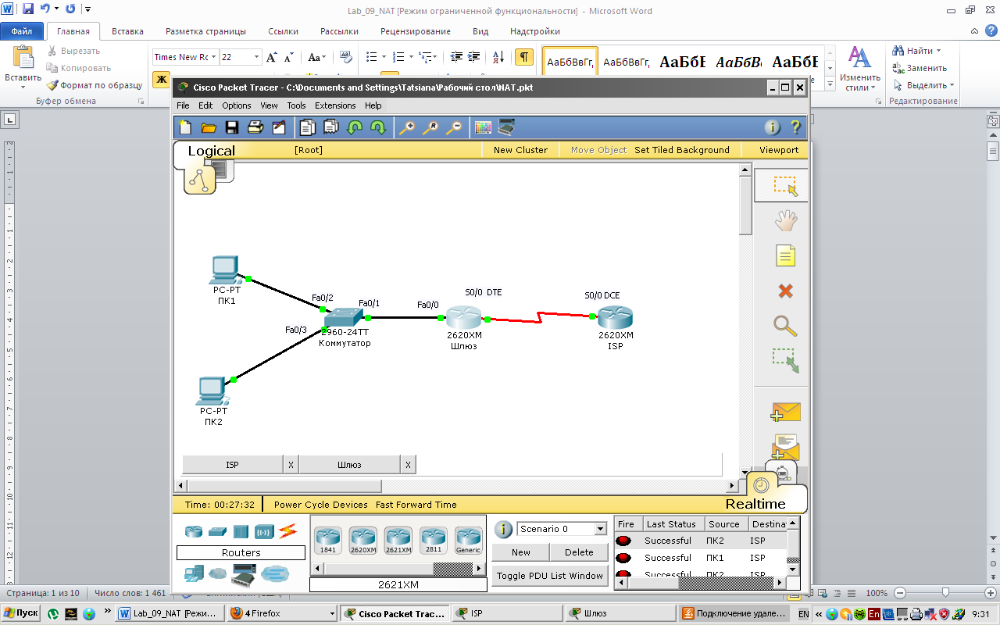 Lab_09_NAT [Режим ограниченной функциональности] - Microsoft Word
Файл Главная Вставка Разметка страницы Ссылки Рассылки Рецензирование Вид Надстройки
Вставить
Вырезать
Копировать
Формат по образцу
Буфер обмена
Times New Rc 22
Ж
АаБбВвГг, АаБбВвГг, АаБбЕ АаБбВ АаБбЕ
Изменить стили
Найти
Заменить
Выделить
Редактирование
Cisco Packet Tracer - C:\Documents and Settings\Tatsiana\Рабочий стол\NAT.pkt
File Edit Options View Tools Extensions Help
Logical [Root] New Cluster Move Object Set Tiled Background Viewport
PC-PT
ПК1
Fa0/2
Fa0/1
Fa0/3
2960-24TT
Коммутатор
Fa0/0
S0/0 DTE
2620XM
Шлюз
S0/0 DCE
2620XM
ISP
PC-PT
ПК2
ISP X Шлюз X
Time: 00:27:32 Power Cycle Devices Fast Forward Time Realtime
Routers
1841 2620XM 2621XM 2811 Generic
2621XM
Scenario 0
New Delete
Toggle PDU List Window
Fire Last Status Source Destina
Successful ПК2 ISP
Successful ПК1 ISP
Successful ПК2 ISP
Страница: 1 из 10 Число слов: 1 461
100%
Пуск
Lab_09_NAT [Режи...
4 Firefox
Cisco Packet Trac...
ISP
Шлюз
Подключение удале...
EN
En
9:31